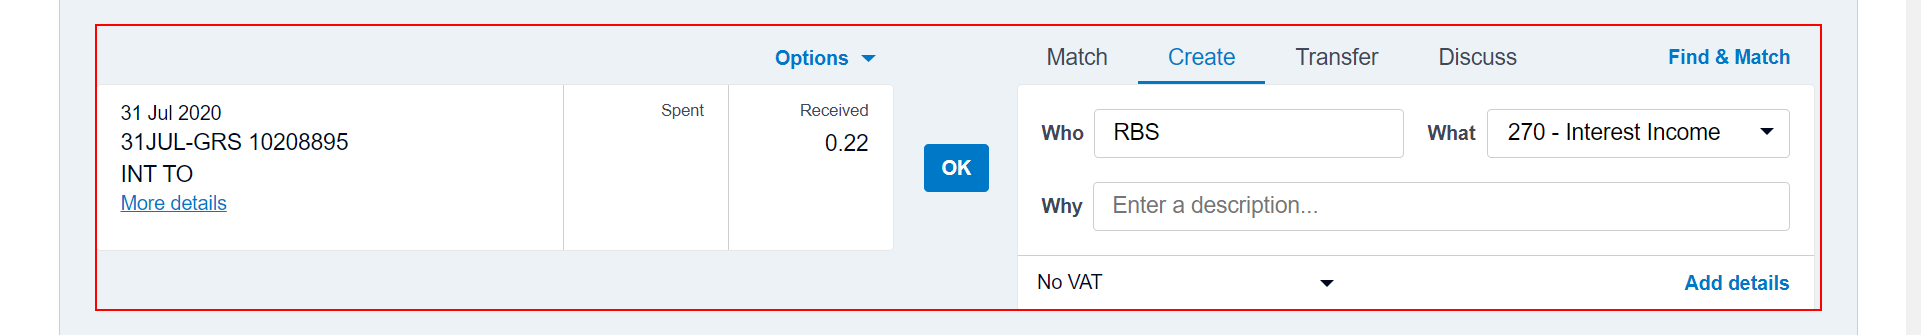 Options
31 Jul 2020
31JUL-GRS 10208895
INT TO
More details
Spent
Received
0.22
OK
Match Create Transfer Discuss Find & Match
Who RBS What 270 - Interest Income
Why Enter a description...
No VAT Add details